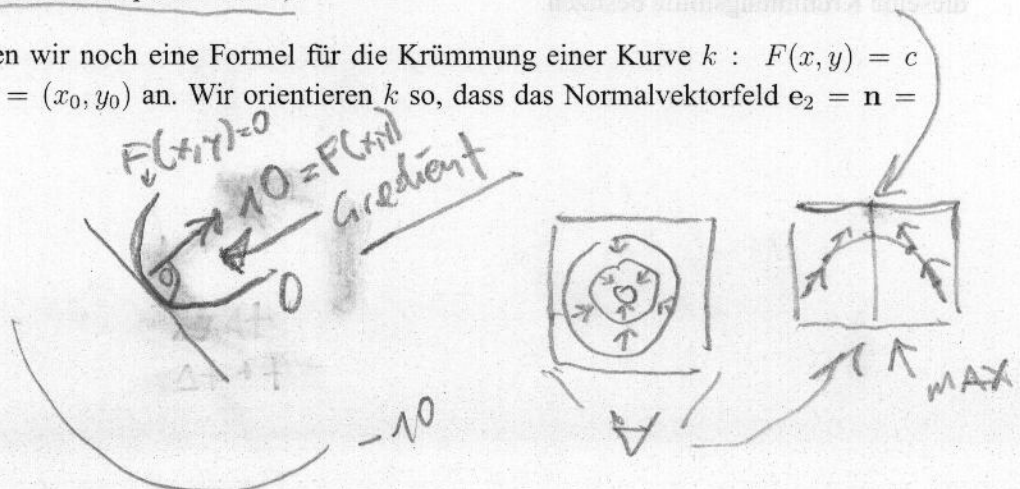 en wir noch eine Formel für die Krümmung einer Kurve k : F(x, y) = c
= (x₀, y₀) an. Wir orientieren k so, dass das Normalvektorfeld e₂ = n =
F(x,y)=0
10 = F(x,y)
Gradient
0
-10
MAX